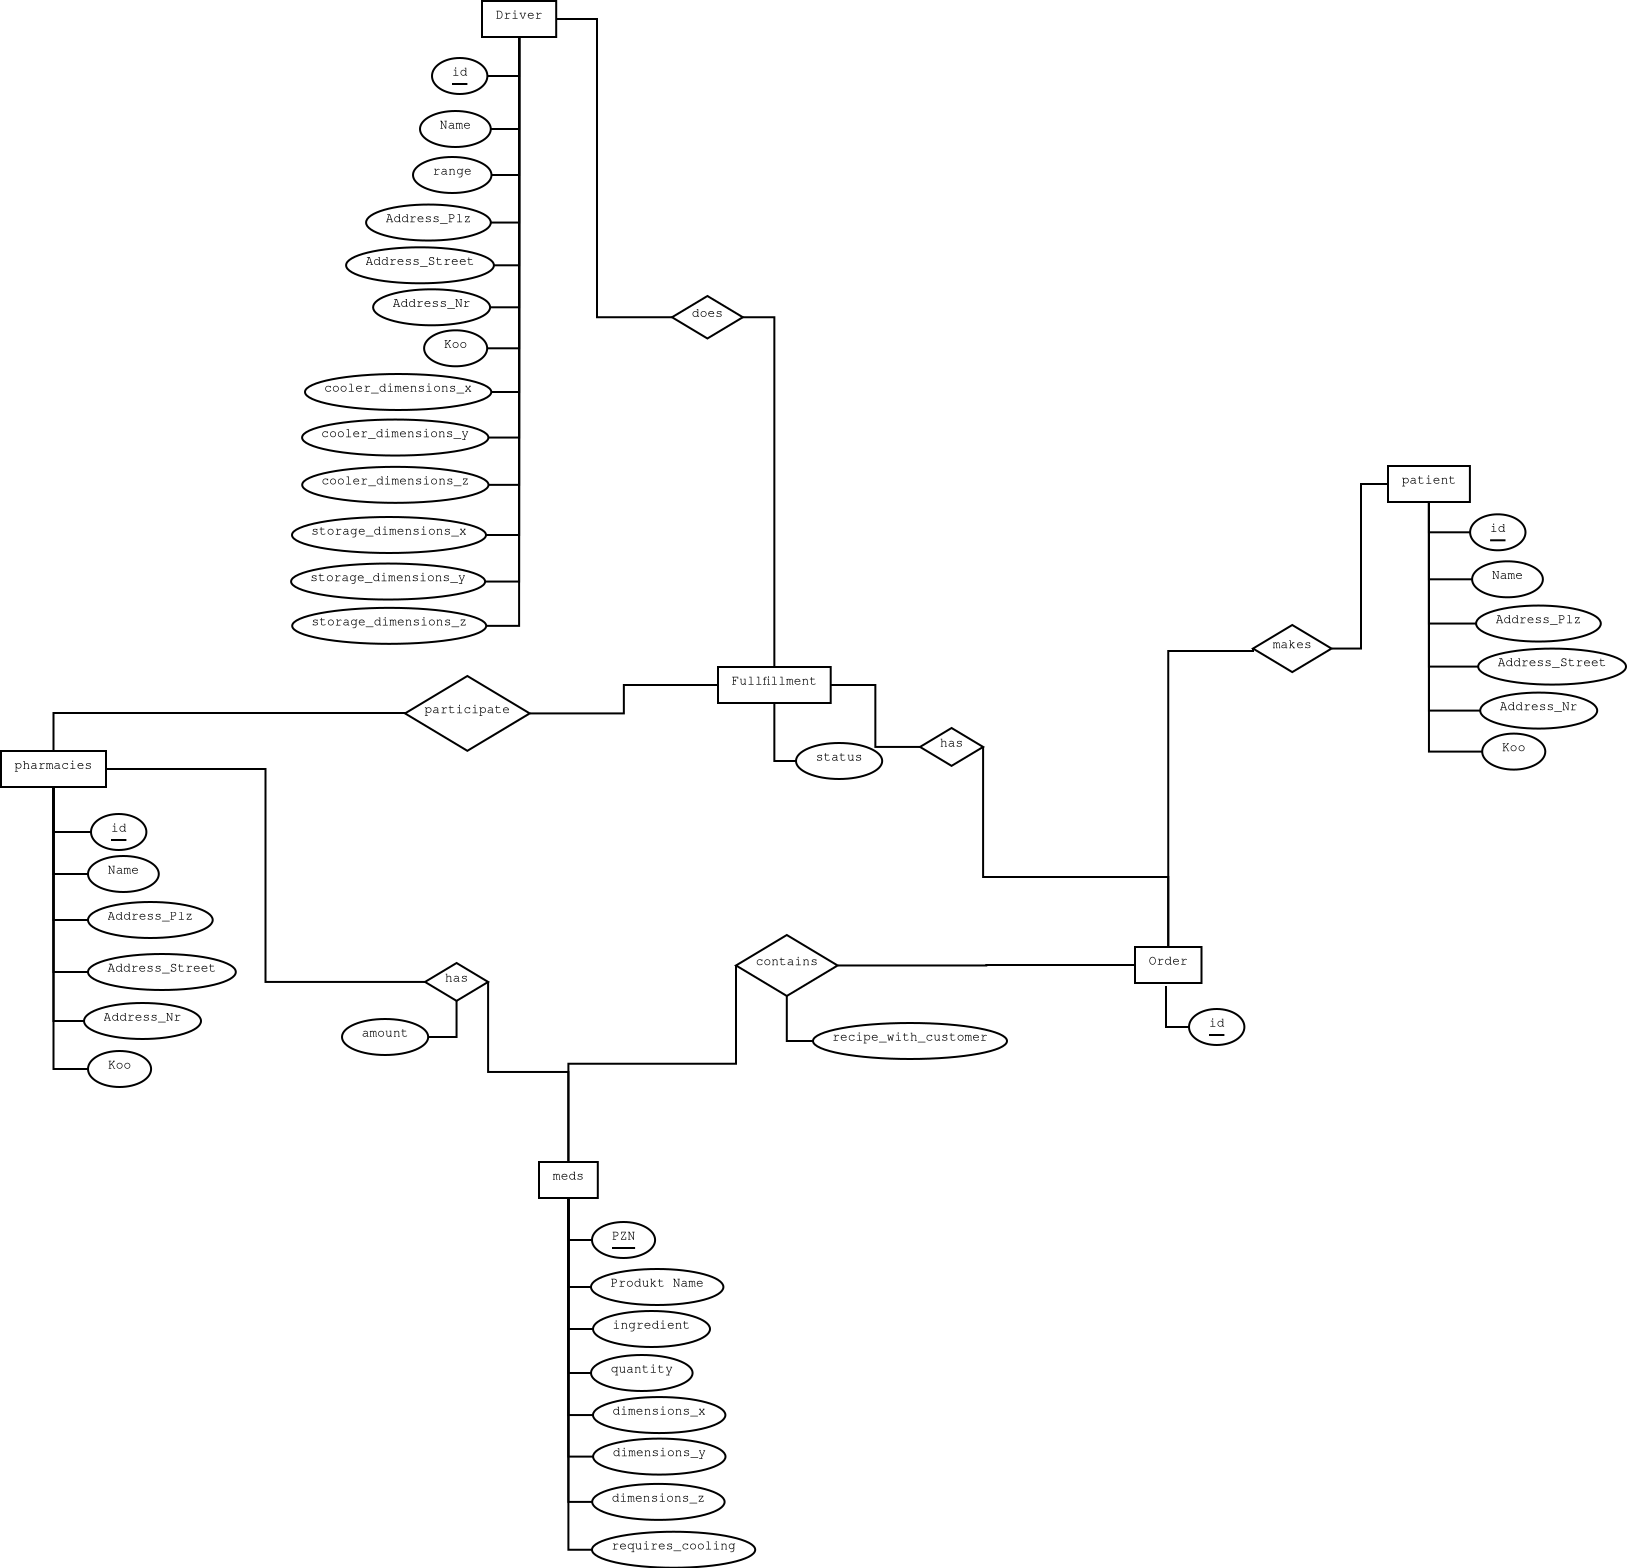 Driver
id
Name
range
Address_Plz
Address_Street
Address_Nr
Koo
cooler_dimensions_x
cooler_dimensions_y
cooler_dimensions_z
storage_dimensions_x
storage_dimensions_y
storage_dimensions_z
does
patient
id
Name
Address_Plz
Address_Street
Address_Nr
Koo
makes
Fullfillment
status
participate
has
pharmacies
id
Name
Address_Plz
Address_Street
Address_Nr
Koo
has
amount
contains
recipe_with_customer
Order
id
meds
PZN
Produkt Name
ingredient
quantity
dimensions_x
dimensions_y
dimensions_z
requires_cooling